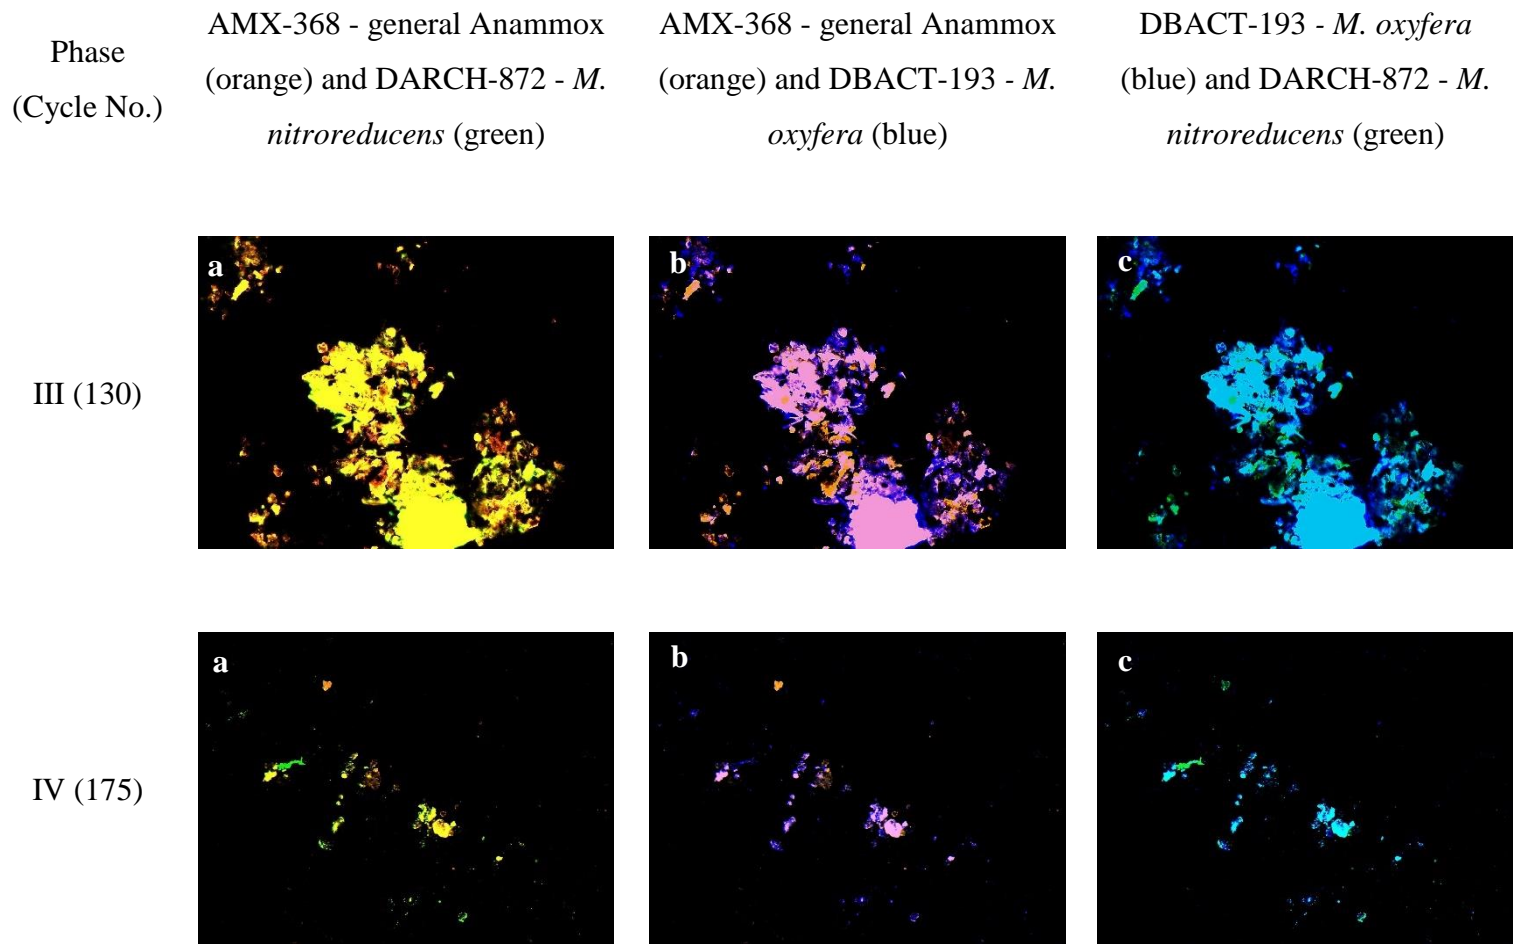 Phase
(Cycle No.)
AMX-368 - general Anammox
(orange) and DARCH-872 - M.
nitroreducens (green)
AMX-368 - general Anammox
(orange) and DBACT-193 - M.
oxyfera (blue)
DBACT-193 - M. oxyfera
(blue) and DARCH-872 - M.
nitroreducens (green)
III (130)
a
b
c
IV (175)
a
b
c